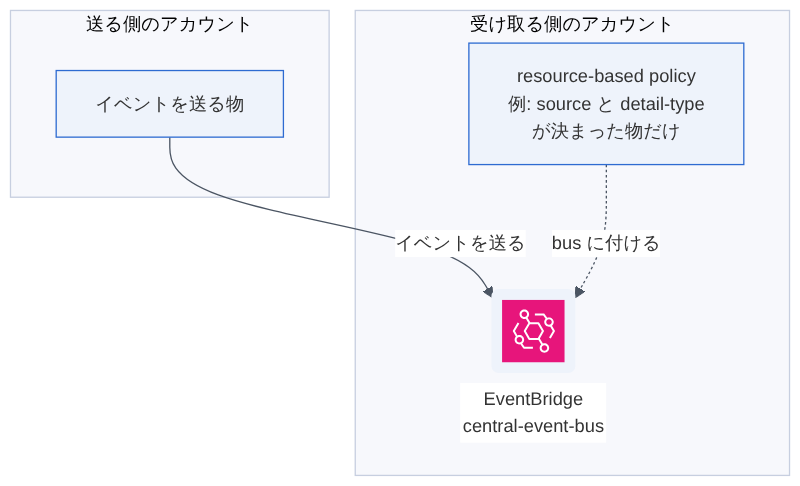 送る側のアカウント
イベントを送る物
受け取る側のアカウント
resource-based policy
例: source と detail-type
が決まった物だけ
イベントを送る
bus に付ける
EventBridge
central-event-bus